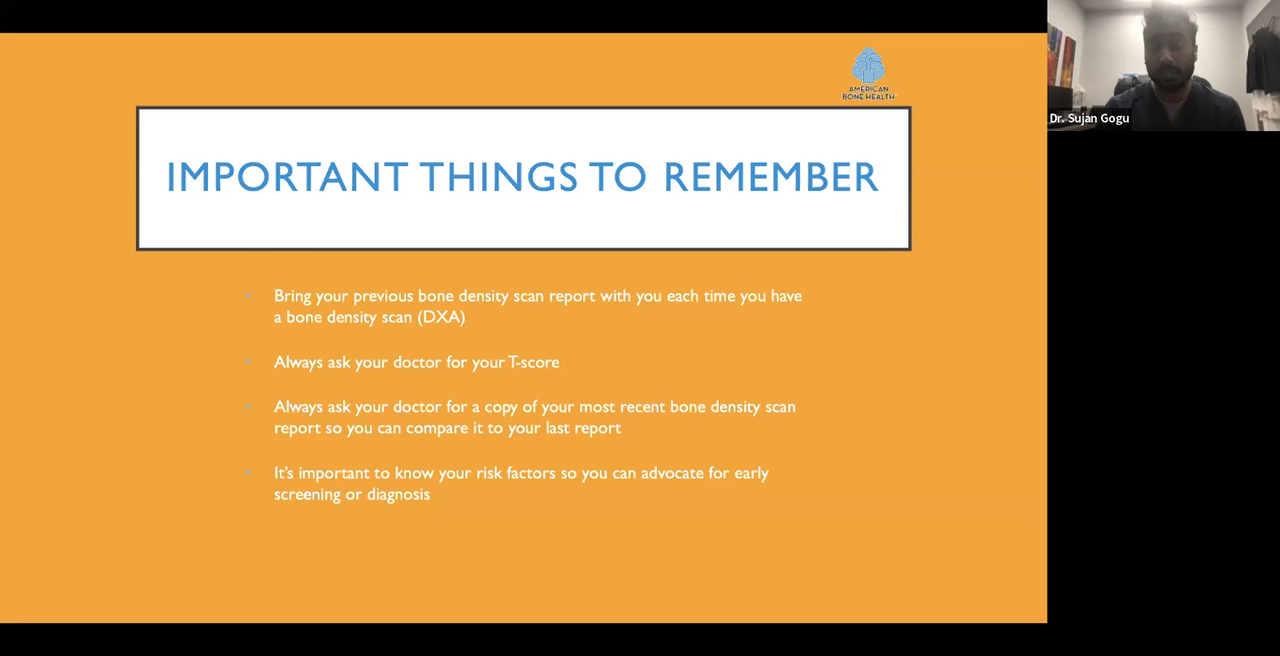 AMERICAN
BONE HEALTH
Dr. Sujan Gogu
IMPORTANT THINGS TO REMEMBER
Bring your previous bone density scan report with you each time you have
a bone density scan (DXA)
Always ask your doctor for your T-score
Always ask your doctor for a copy of your most recent bone density scan
report so you can compare it to your last report
It's important to know your risk factors so you can advocate for early
screening or diagnosis